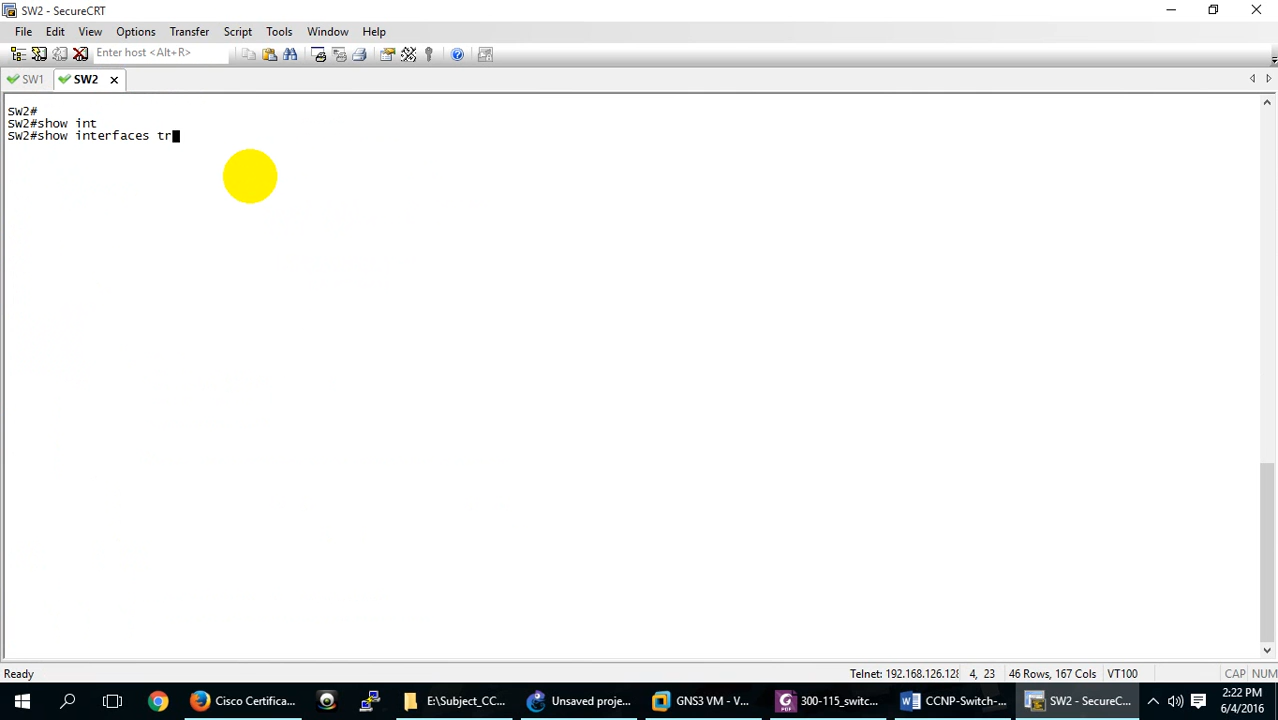 SW2 - SecureCRT
File Edit View Options Transfer Script Tools Window Help
Enter host <Alt+R>
SW1 SW2
SW2#
SW2#show int
SW2#show interfaces tr
Ready Telnet: 192.168.126.128 4, 23 46 Rows, 167 Cols VT100 CAP NUM
Cisco Certifica... E:\Subject_CC... Unsaved proje... GNS3 VM - V... 300-115_switc... CCNP-Switch-... SW2 - SecureC... 2:22 PM
6/4/2016